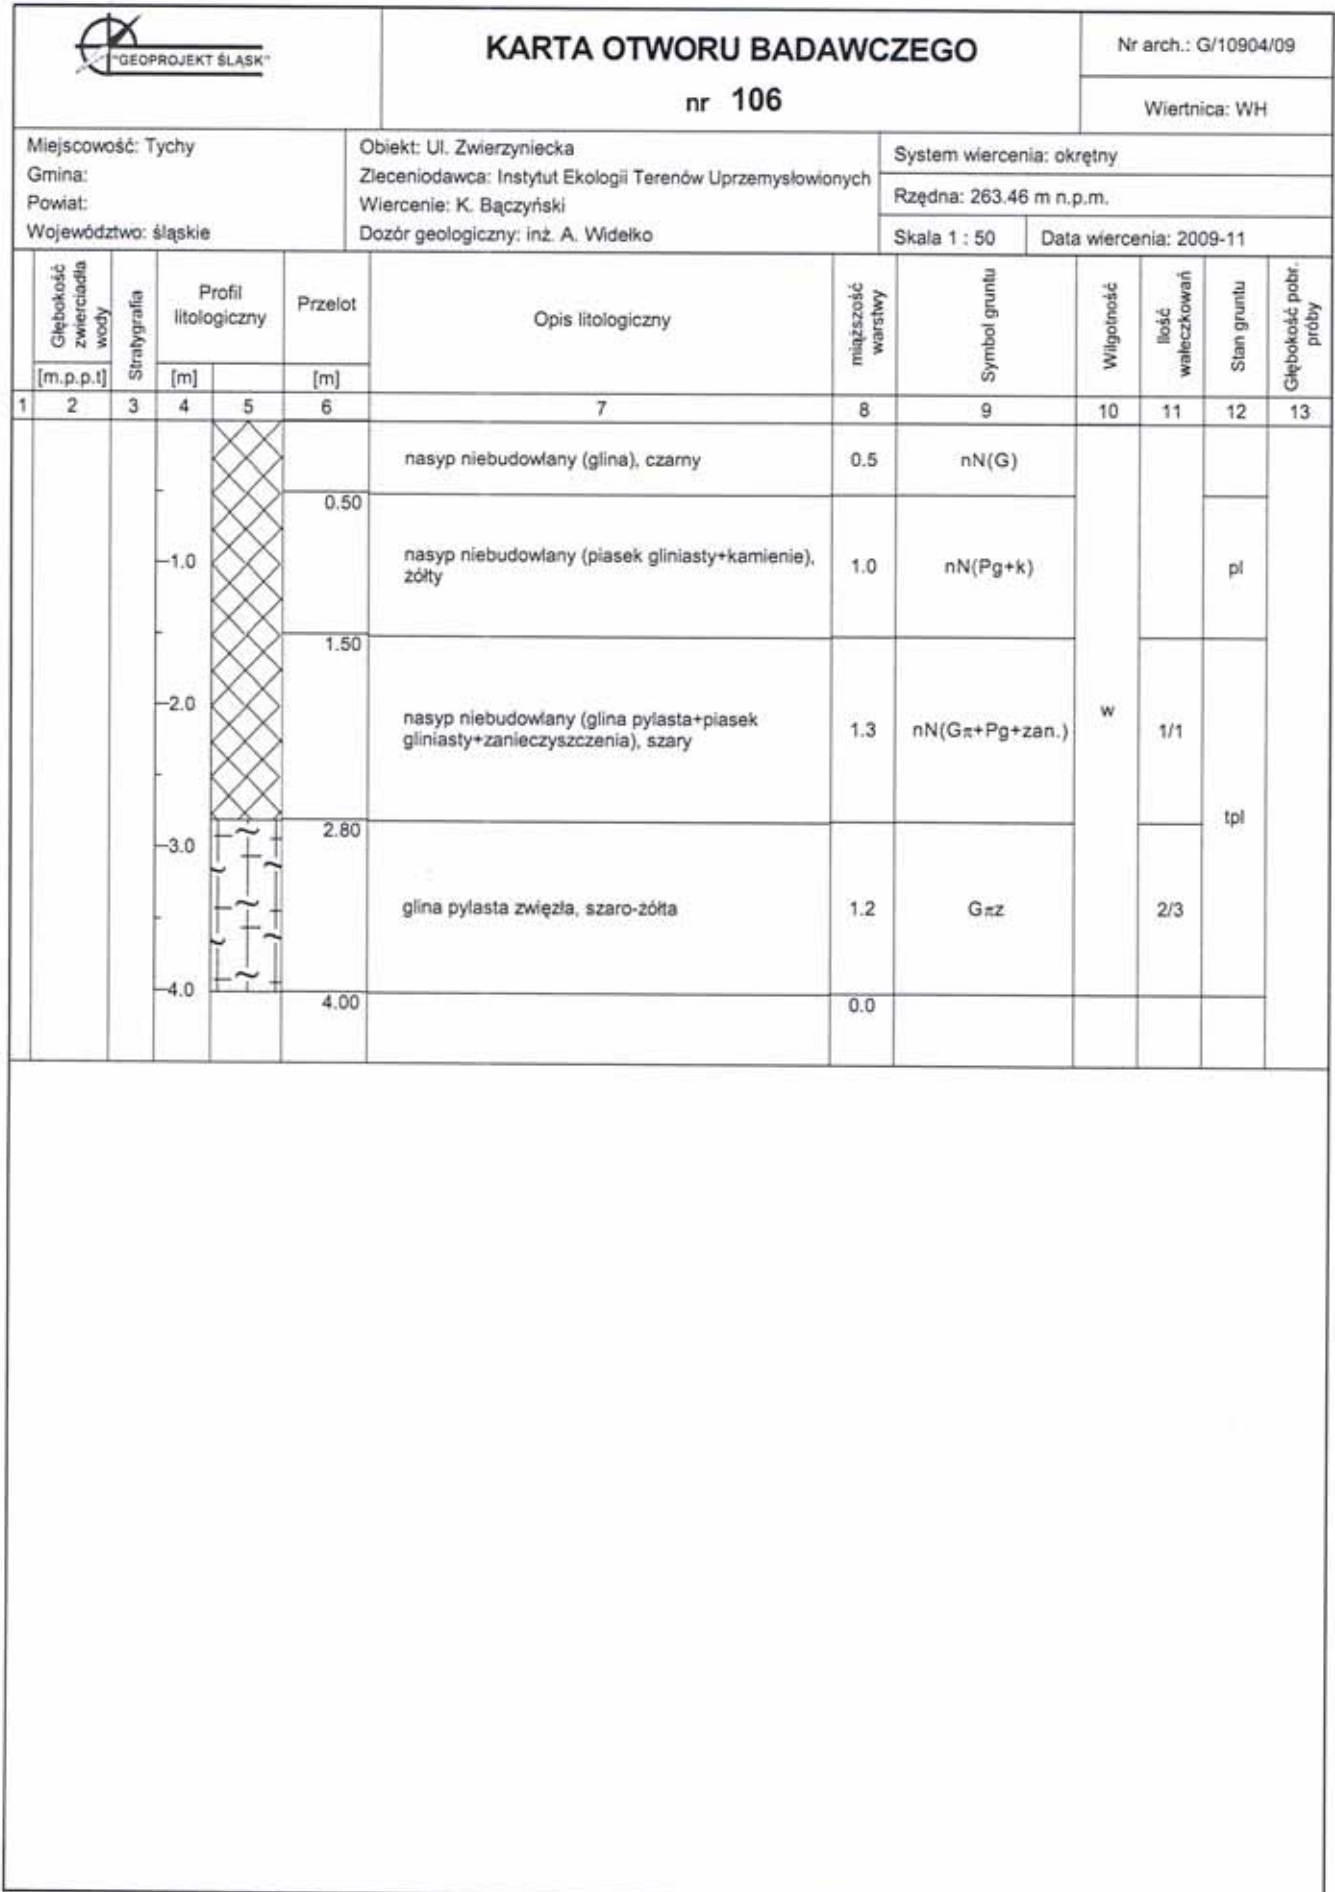 "GEOPROJEKT ŚLĄSK"
KARTA OTWORU BADAWCZEGO
nr 106
Nr arch.: G/10904/09
Wiertnica: WH
Miejscowość: Tychy
Gmina:
Powiat:
Województwo: śląskie
Obiekt: Ul. Zwierzyniecka
Zleceniodawca: Instytut Ekologii Terenów Uprzemysłowionych
Wiercenie: K. Bączyński
Dozór geologiczny: inż. A. Widełko
System wiercenia: okrętny
Rzędna: 263.46 m n.p.m.
Skala 1 : 50
Data wiercenia: 2009-11
Głębokość zwierciadła wody
[m.p.p.t]
Stratygrafia
Profil litologiczny
[m]
Przelot
[m]
Opis litologiczny
miąższość warstwy
Symbol gruntu
Wilgotność
Ilość wałeczkowań
Stan gruntu
Głębokość pobr. próby
1 2 3 4 5 6 7 8 9 10 11 12 13
nasyp niebudowlany (glina), czarny 0.5 nN(G)
0.50
-1.0
nasyp niebudowlany (piasek gliniasty+kamienie),
żółty
1.0 nN(Pg+k) pl
1.50
-2.0
nasyp niebudowlany (glina pylasta+piasek
gliniasty+zanieczyszczenia), szary
1.3 nN(Gπ+Pg+zan.) w 1/1
2.80
tpl
-3.0
glina pylasta zwięzła, szaro-żółta 1.2 Gπz 2/3
-4.0
4.00 0.0